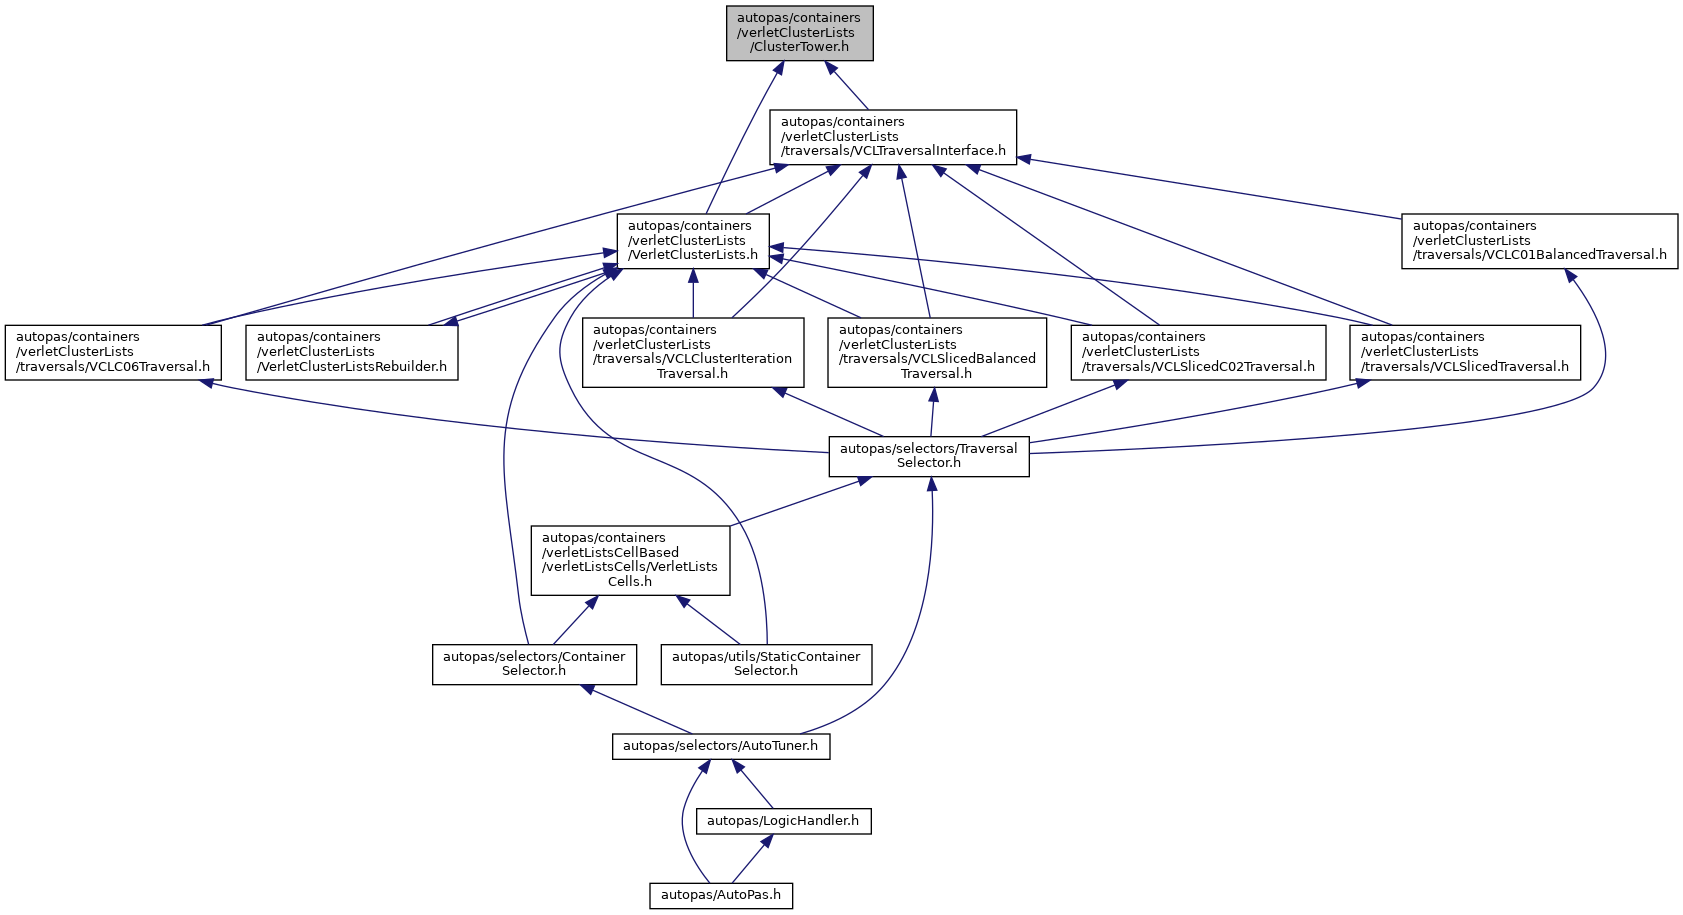 autopas/containers
/verletClusterLists
/ClusterTower.h
autopas/containers
/verletClusterLists
/traversals/VCLTraversalInterface.h
autopas/containers
/verletClusterLists
/VerletClusterLists.h
autopas/containers
/verletClusterLists
/traversals/VCLC01BalancedTraversal.h
autopas/containers
/verletClusterLists
/traversals/VCLC06Traversal.h
autopas/containers
/verletClusterLists
/VerletClusterListsRebuilder.h
autopas/containers
/verletClusterLists
/traversals/VCLClusterIteration
Traversal.h
autopas/containers
/verletClusterLists
/traversals/VCLSlicedBalanced
Traversal.h
autopas/containers
/verletClusterLists
/traversals/VCLSlicedC02Traversal.h
autopas/containers
/verletClusterLists
/traversals/VCLSlicedTraversal.h
autopas/selectors/Traversal
Selector.h
autopas/containers
/verletListsCellBased
/verletListsCells/VerletLists
Cells.h
autopas/selectors/Container
Selector.h
autopas/utils/StaticContainer
Selector.h
autopas/selectors/AutoTuner.h
autopas/LogicHandler.h
autopas/AutoPas.h